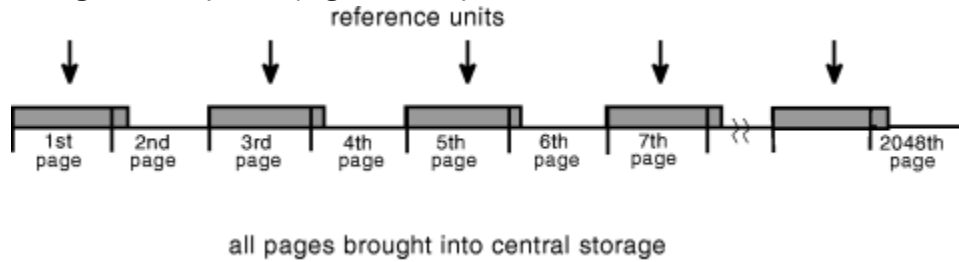 reference units
1st page
2nd page
3rd page
4th page
5th page
6th page
7th page
2048th page
all pages brought into central storage